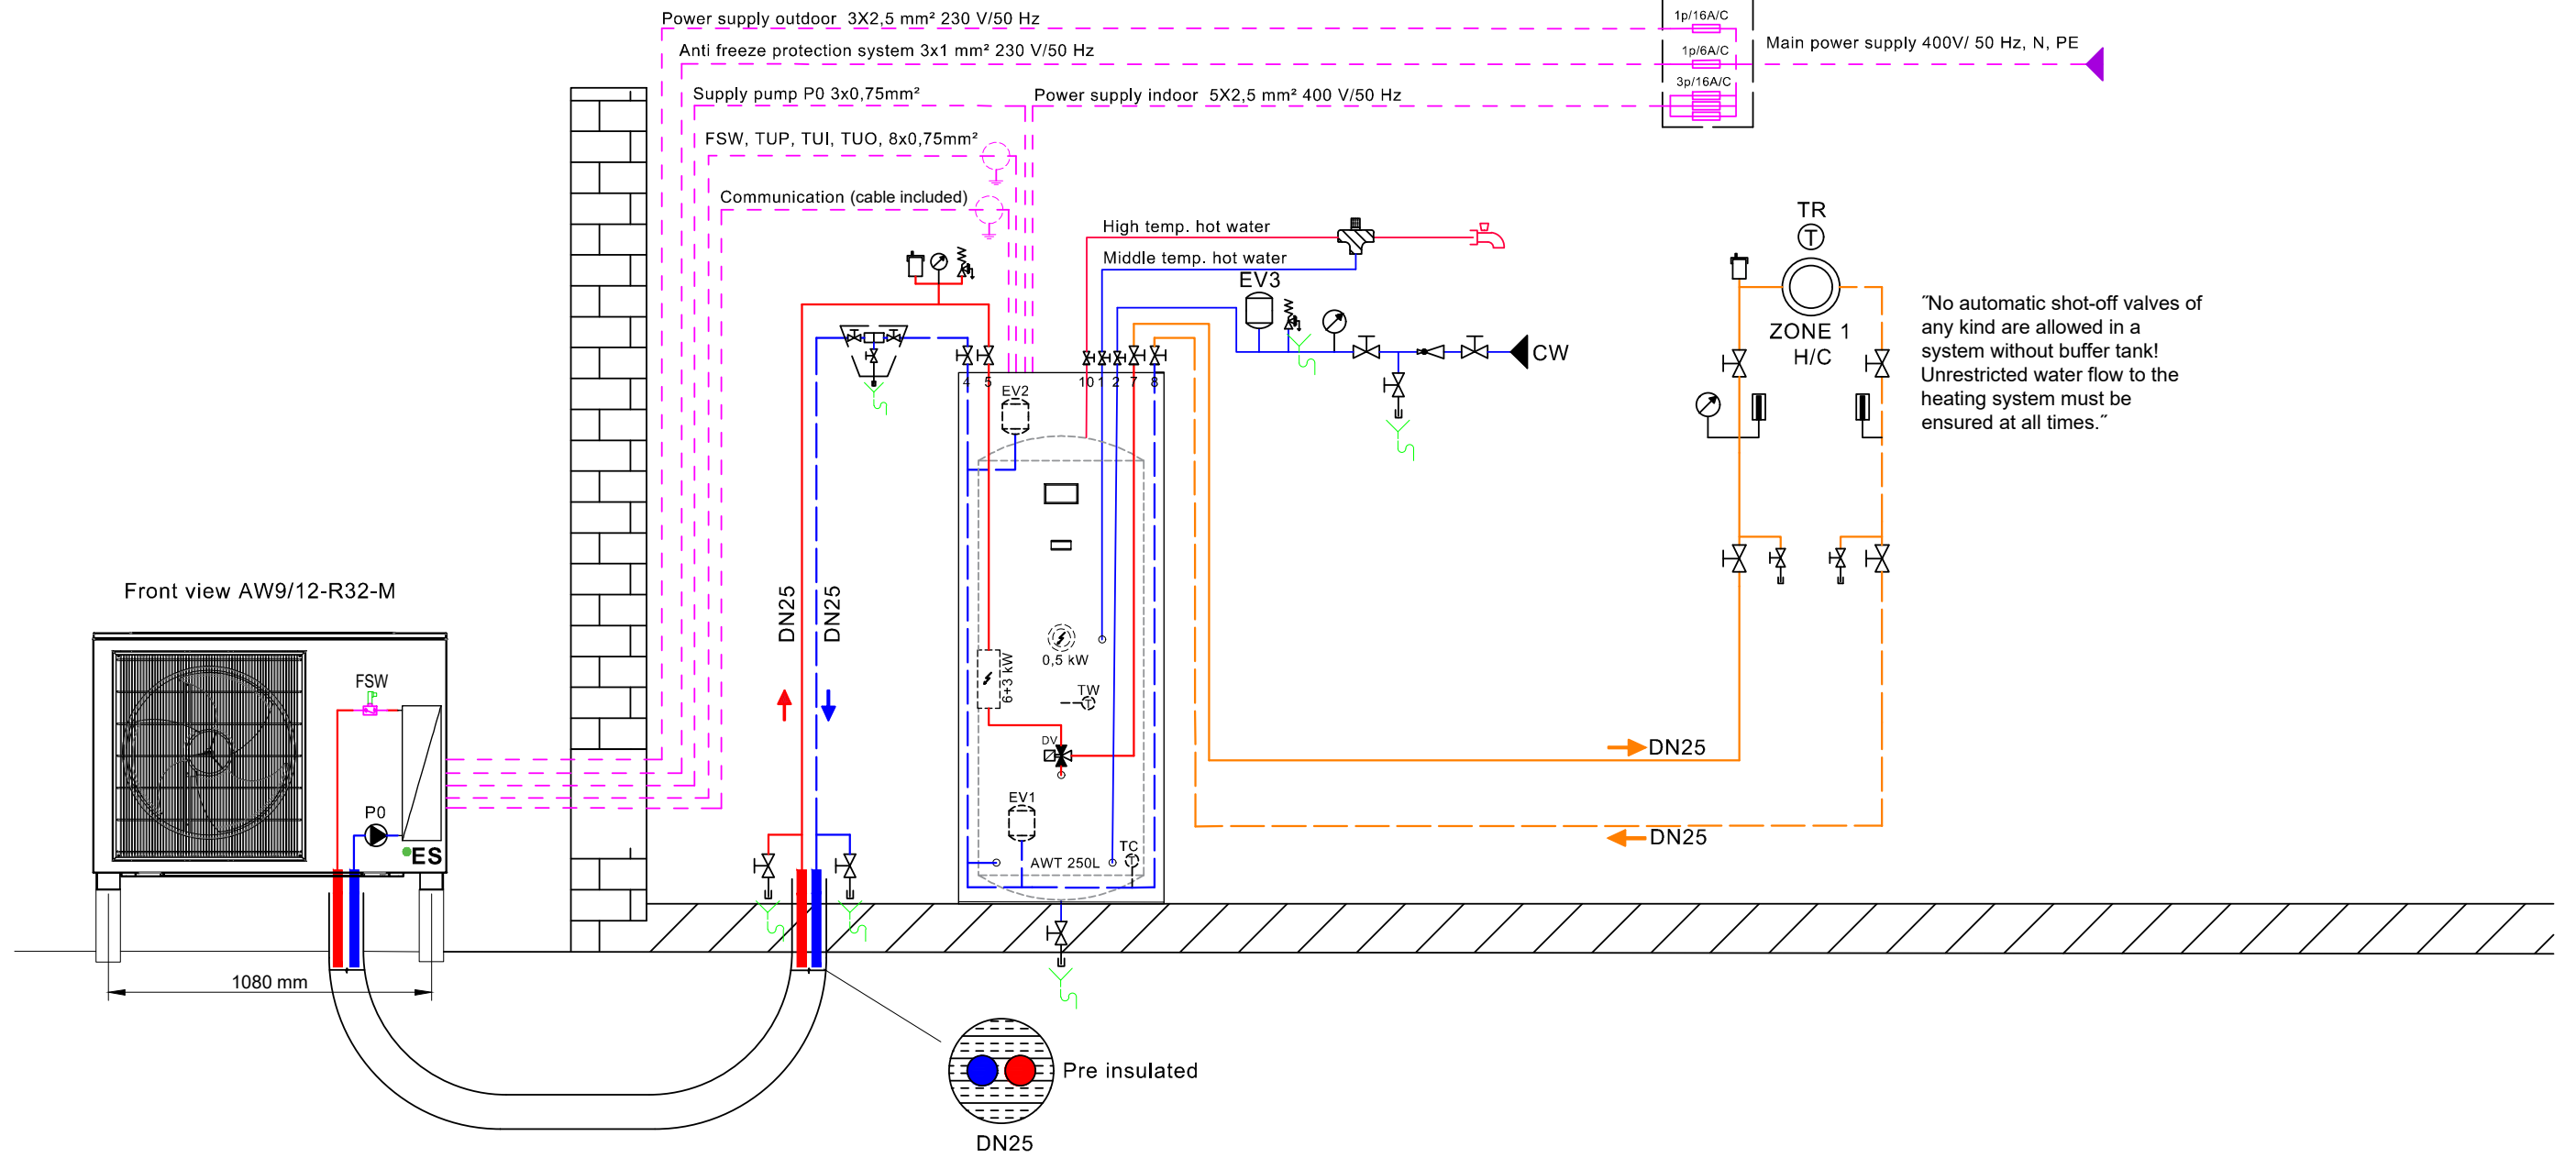 Power supply outdoor 3X2,5 mm² 230 V/50 Hz
1p/16A/C
Anti freeze protection system 3x1 mm² 230 V/50 Hz
1p/6A/C
Main power supply 400V/ 50 Hz, N, PE
3p/16A/C
Supply pump P0 3x0,75mm²
Power supply indoor 5X2,5 mm² 400 V/50 Hz
FSW, TUP, TUI, TUO, 8x0,75mm²
Communication (cable included)
High temp. hot water
Middle temp. hot water
EV3
CW
TR
T
ZONE 1
H/C
˝No automatic shot-off valves of
any kind are allowed in a
system without buffer tank!
Unrestricted water flow to the
heating system must be
ensured at all times.˝
4
5
10
1
2
7
8
EV2
DN25
DN25
0,5 kW
6+3 kW
TW
T
DV
EV1
AWT 250L
TC
T
DN25
DN25
Front view AW9/12-R32-M
FSW
P0
ES
1080 mm
Pre insulated
DN25